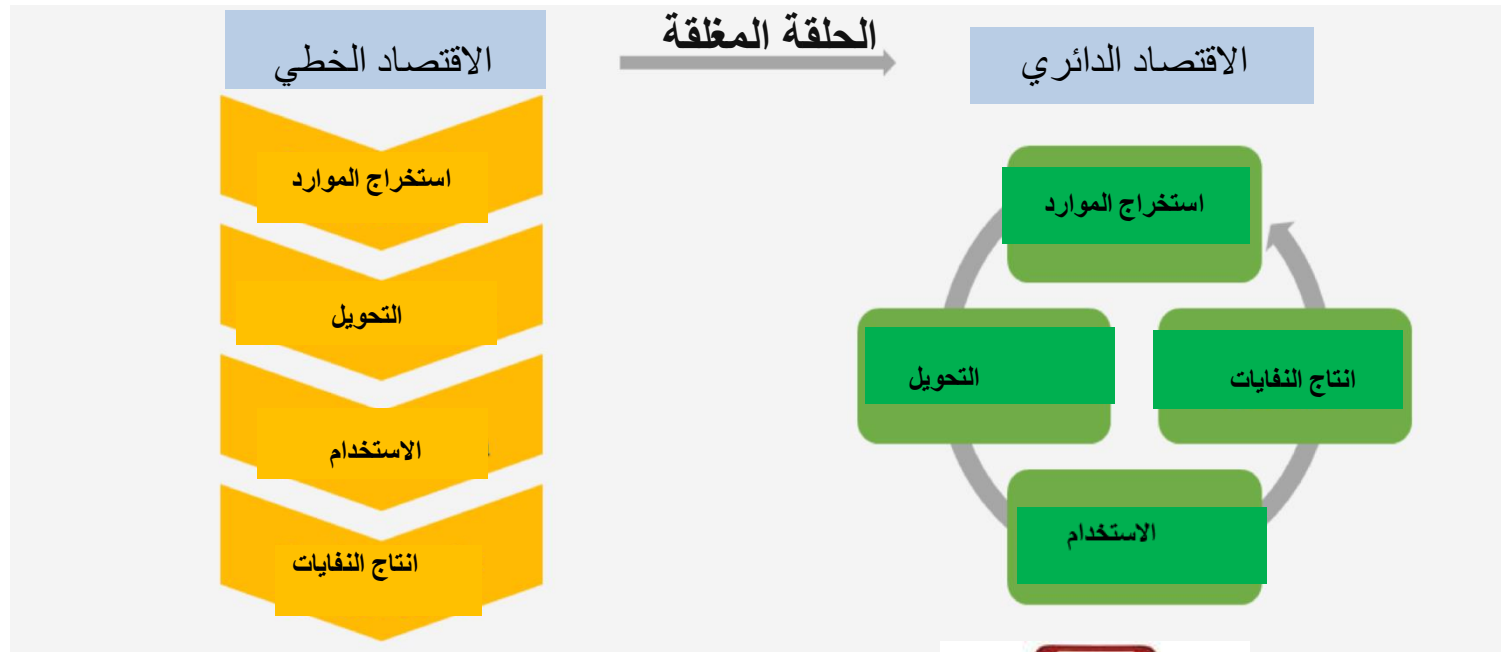 الحلقة المغلقة
الاقتصاد الخطي
الاقتصاد الدائري
استخراج الموارد
التحويل
الاستخدام
انتاج النفايات
استخراج الموارد
التحويل
انتاج النفايات
الاستخدام